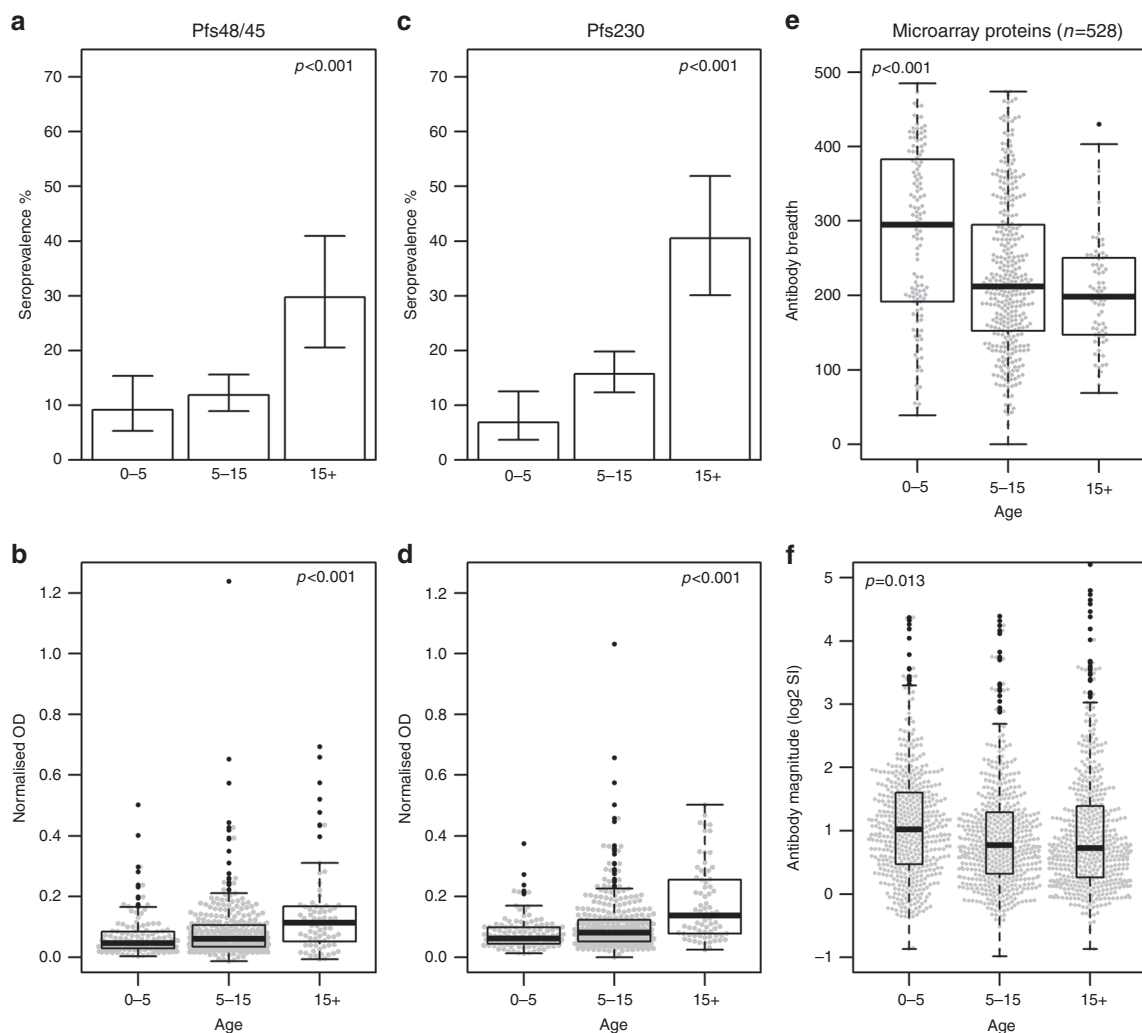 a
Pfs48/45
p<0.001
70
60
50
40
30
20
10
0
Seroprevalence %
0–5
5–15
15+
c
Pfs230
p<0.001
70
60
50
40
30
20
10
0
Seroprevalence %
0–5
5–15
15+
e
Microarray proteins (n=528)
p<0.001
500
400
300
200
100
0
Antibody breadth
0–5
5–15
15+
Age
b
p<0.001
1.2
1.0
0.8
0.6
0.4
0.2
0.0
Normalised OD
0–5
5–15
15+
Age
d
p<0.001
1.2
1.0
0.8
0.6
0.4
0.2
0.0
Normalised OD
0–5
5–15
15+
Age
f
p=0.013
5
4
3
2
1
0
–1
Antibody magnitude (log2 SI)
0–5
5–15
15+
Age